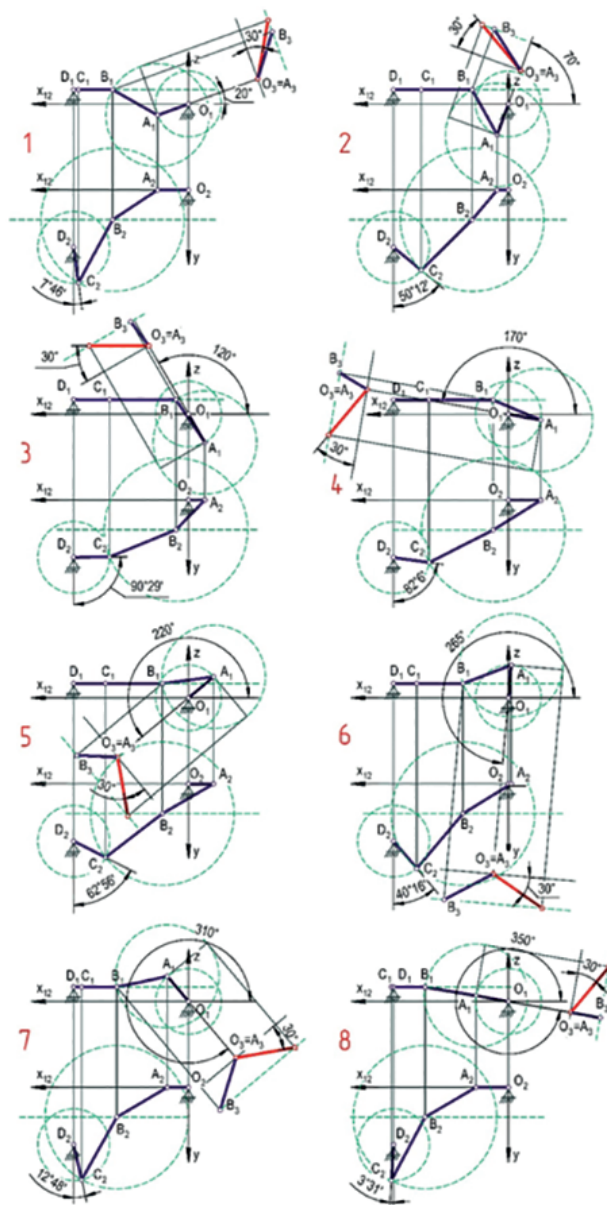 30° B₃
D₁ C₁ B₁ z O₃=A₃
x₁₂ 20°
A₁ O₁
1
x₁₂ A₂ O₂
B₂
D₂
C₂ y
7°46'
30° B₃
O₃=A₃ 70°
D₁ C₁ B₁ z
x₁₂ O₁
2 A₁
x₁₂ A₂ O₂
B₂
D₂
C₂ y
50°12'
B₃ O₃=A₃ 120°
30°
D₁ C₁ z
x₁₂ B₁ O₁
3 A₁
x₁₂ O₂ A₂
B₂
D₂ C₂ y
90°29'
170°
B₃ z
O₃=A₃ D₁ C₁ B₁
x₁₂ O₁ A₁
30° 4
x₁₂ O₂ A₂
B₂
D₂ C₂ y
82°6'
220°
D₁ C₁ B₁ z A₁
x₁₂ O₁
5 O₃=A₃
B₃
30° x₁₂ O₂ A₂
B₂
D₂
C₂ y
62°56'
265°
D₁ C₁ B₁ z
x₁₂ A₁
O₁
6
x₁₂ O₂ A₂
B₂
D₂
C₂ O₃=A₃ y
40°16' B₃ 30°
310°
D₁ C₁ B₁ A₁ z
x₁₂ O₁
7 O₃=A₃ 30°
x₁₂ A₂ O₂
B₂ B₃
D₂
C₂ y
12°48'
350°
C₁ D₁ B₁ z 30°
x₁₂ A₁ O₁ B₃
8 O₃=A₃
x₁₂ A₂ O₂
B₂
D₂
C₂ y
3°31'